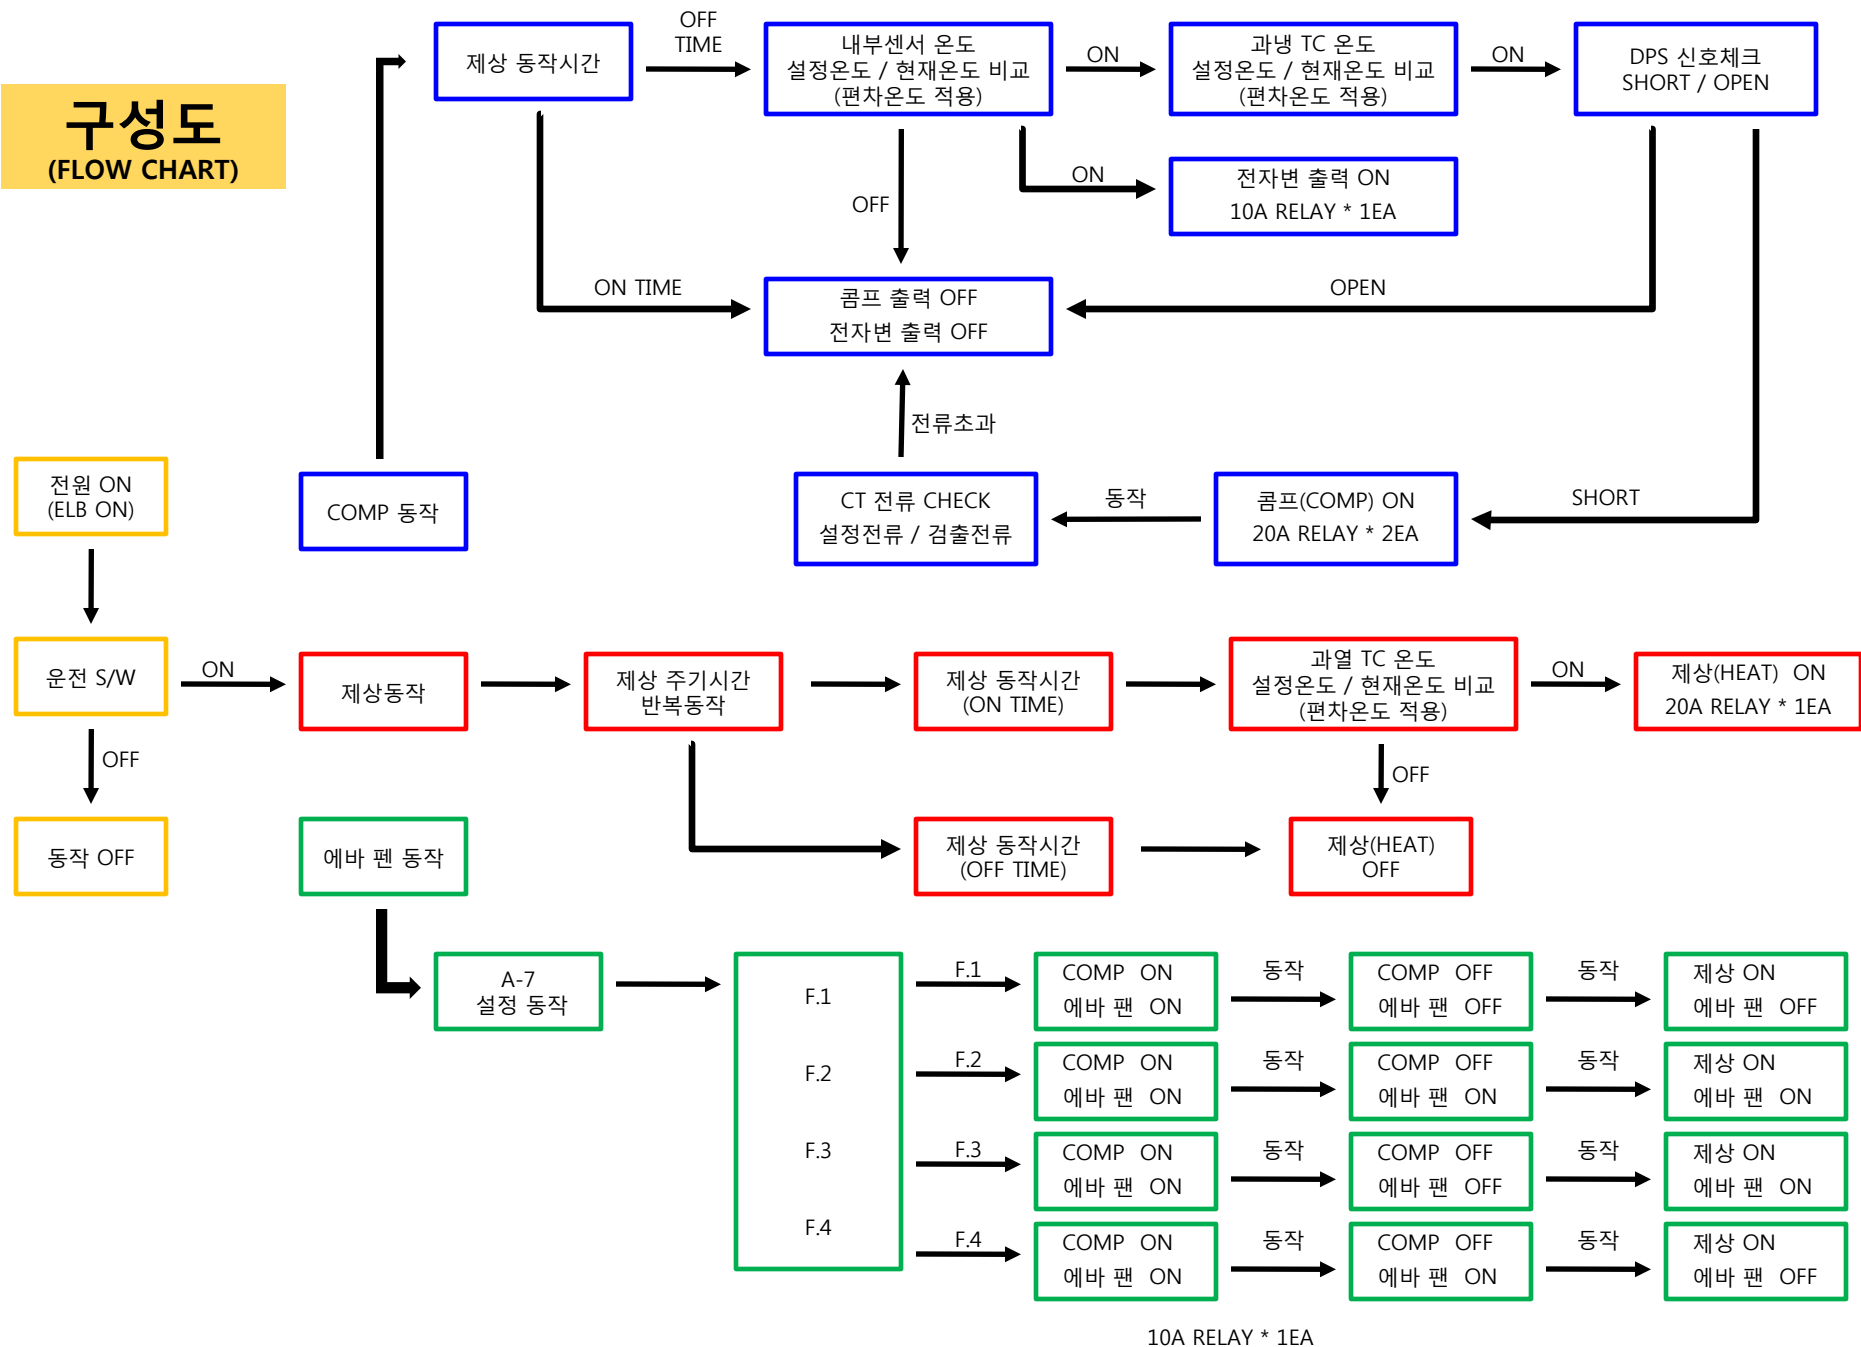 구성도
(FLOW CHART)
제상 동작시간
OFF
TIME
내부센서 온도
설정온도 / 현재온도 비교
(편차온도 적용)
ON
과냉 TC 온도
설정온도 / 현재온도 비교
(편차온도 적용)
ON
DPS 신호체크
SHORT / OPEN
ON
전자변 출력 ON
10A RELAY * 1EA
OFF
ON TIME
콤프 출력 OFF
전자변 출력 OFF
OPEN
전류초과
전원 ON
(ELB ON)
COMP 동작
CT 전류 CHECK
설정전류 / 검출전류
동작
콤프(COMP) ON
20A RELAY * 2EA
SHORT
운전 S/W
ON
제상동작
제상 주기시간
반복동작
제상 동작시간
(ON TIME)
과열 TC 온도
설정온도 / 현재온도 비교
(편차온도 적용)
ON
제상(HEAT) ON
20A RELAY * 1EA
OFF
OFF
동작 OFF
에바 펜 동작
제상 동작시간
(OFF TIME)
제상(HEAT)
OFF
A-7
설정 동작
F.1
F.2
F.3
F.4
F.1
COMP ON
에바 팬 ON
동작
COMP OFF
에바 팬 OFF
동작
제상 ON
에바 팬 OFF
F.2
COMP ON
에바 팬 ON
동작
COMP OFF
에바 팬 ON
동작
제상 ON
에바 팬 ON
F.3
COMP ON
에바 팬 ON
동작
COMP OFF
에바 팬 OFF
동작
제상 ON
에바 팬 ON
F.4
COMP ON
에바 팬 ON
동작
COMP OFF
에바 팬 ON
동작
제상 ON
에바 팬 OFF
10A RELAY * 1EA